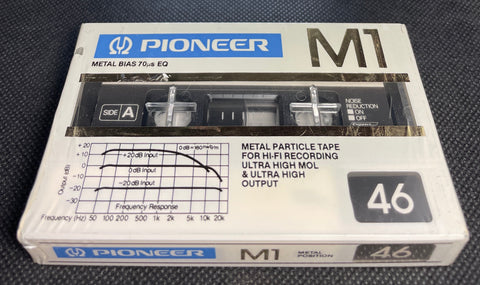 PIONEER
M1
METAL BIAS 70μs EQ
SIDE A
NOISE
REDUCTION
ON
OFF
METAL PARTICLE TAPE
FOR HI-FI RECORDING
ULTRA HIGH MOL
& ULTRA HIGH
OUTPUT
46
Output (dB)
+20
+10
0
-10
-20
-30
+20dB Input
0dB Input
-20dB Input
Frequency Response
Frequency (Hz) 50 100 200 500 1k 2k 5k 10k 20k
PIONEER M1 METAL
POSITION
46